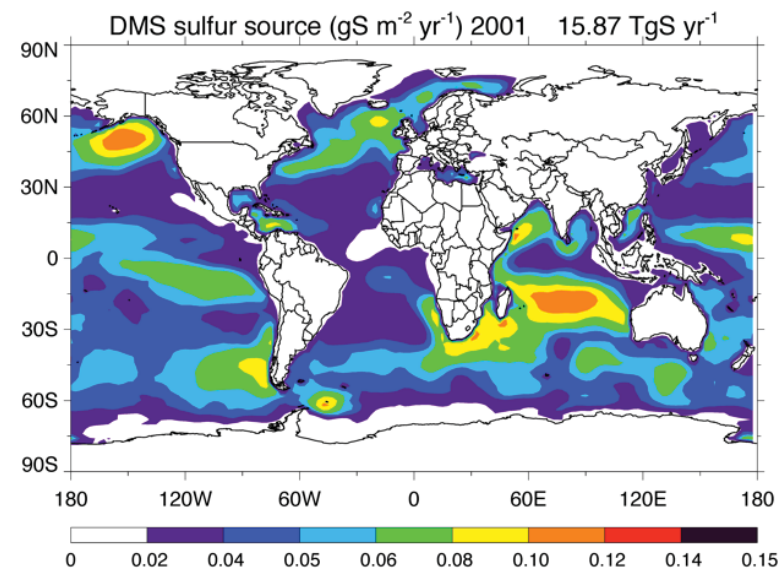 DMS sulfur source (gS m⁻² yr⁻¹) 2001 15.87 TgS yr⁻¹
90N
60N
30N
0
30S
60S
90S
180 120W 60W 0 60E 120E 180
0 0.02 0.04 0.05 0.06 0.08 0.10 0.12 0.14 0.15